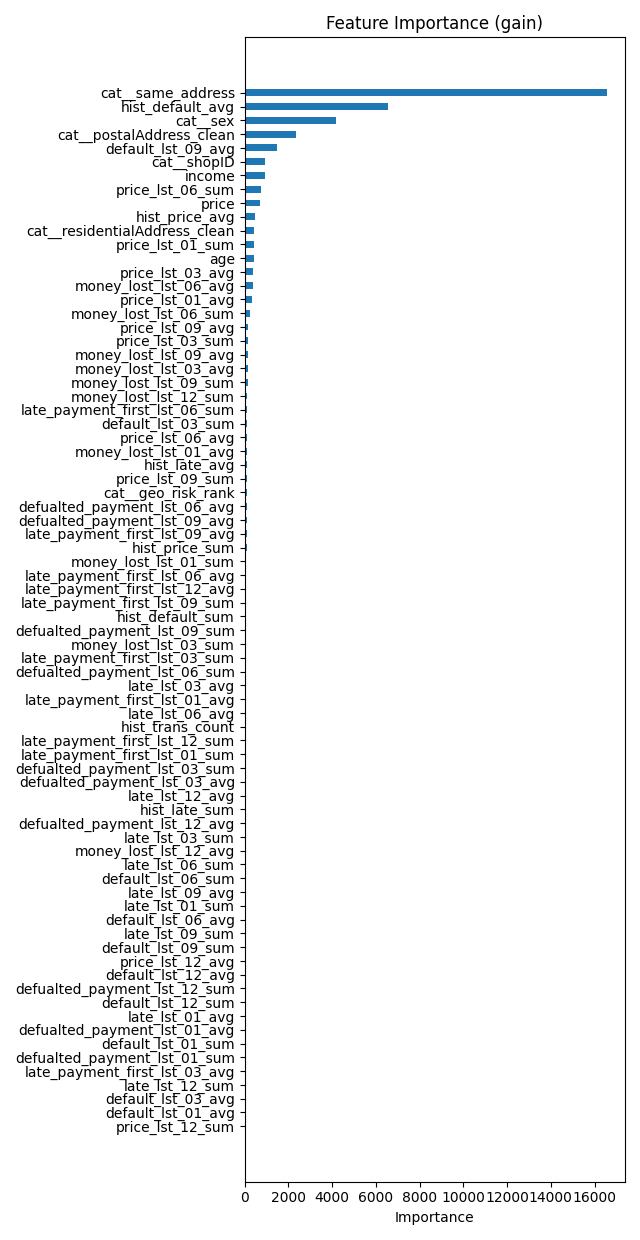 Feature Importance (gain)
cat__same_address
hist_default_avg
cat__sex
cat__postalAddress_clean
default_lst_09_avg
cat__shopID
income
price_lst_06_sum
price
hist_price_avg
cat__residentialAddress_clean
price_lst_01_sum
age
price_lst_03_avg
money_lost_lst_06_avg
price_lst_01_avg
money_lost_lst_06_sum
price_lst_09_avg
price_lst_03_sum
money_lost_lst_09_avg
money_lost_lst_03_avg
money_lost_lst_09_sum
money_lost_lst_12_sum
late_payment_first_lst_06_sum
default_lst_03_sum
price_lst_06_avg
money_lost_lst_01_avg
hist_late_avg
price_lst_09_sum
cat__geo_risk_rank
defualted_payment_lst_06_avg
defualted_payment_lst_09_avg
late_payment_first_lst_09_avg
hist_price_sum
money_lost_lst_01_sum
late_payment_first_lst_06_avg
late_payment_first_lst_12_avg
late_payment_first_lst_09_sum
hist_default_sum
defualted_payment_lst_09_sum
money_lost_lst_03_sum
late_payment_first_lst_03_sum
defualted_payment_lst_06_sum
late_lst_03_avg
late_payment_first_lst_01_avg
late_lst_06_avg
hist_trans_count
late_payment_first_lst_12_sum
late_payment_first_lst_01_sum
defualted_payment_lst_03_sum
defualted_payment_lst_03_avg
late_lst_12_avg
hist_late_sum
defualted_payment_lst_12_avg
late_lst_03_sum
money_lost_lst_12_avg
late_lst_06_sum
default_lst_06_sum
late_lst_09_avg
late_lst_01_sum
default_lst_06_avg
late_lst_09_sum
default_lst_09_sum
price_lst_12_avg
default_lst_12_avg
defualted_payment_lst_12_sum
default_lst_12_sum
late_lst_01_avg
defualted_payment_lst_01_avg
default_lst_01_sum
defualted_payment_lst_01_sum
late_payment_first_lst_03_avg
late_lst_12_sum
default_lst_03_avg
default_lst_01_avg
price_lst_12_sum
0 2000 4000 6000 8000 10000 12000 14000 16000
Importance